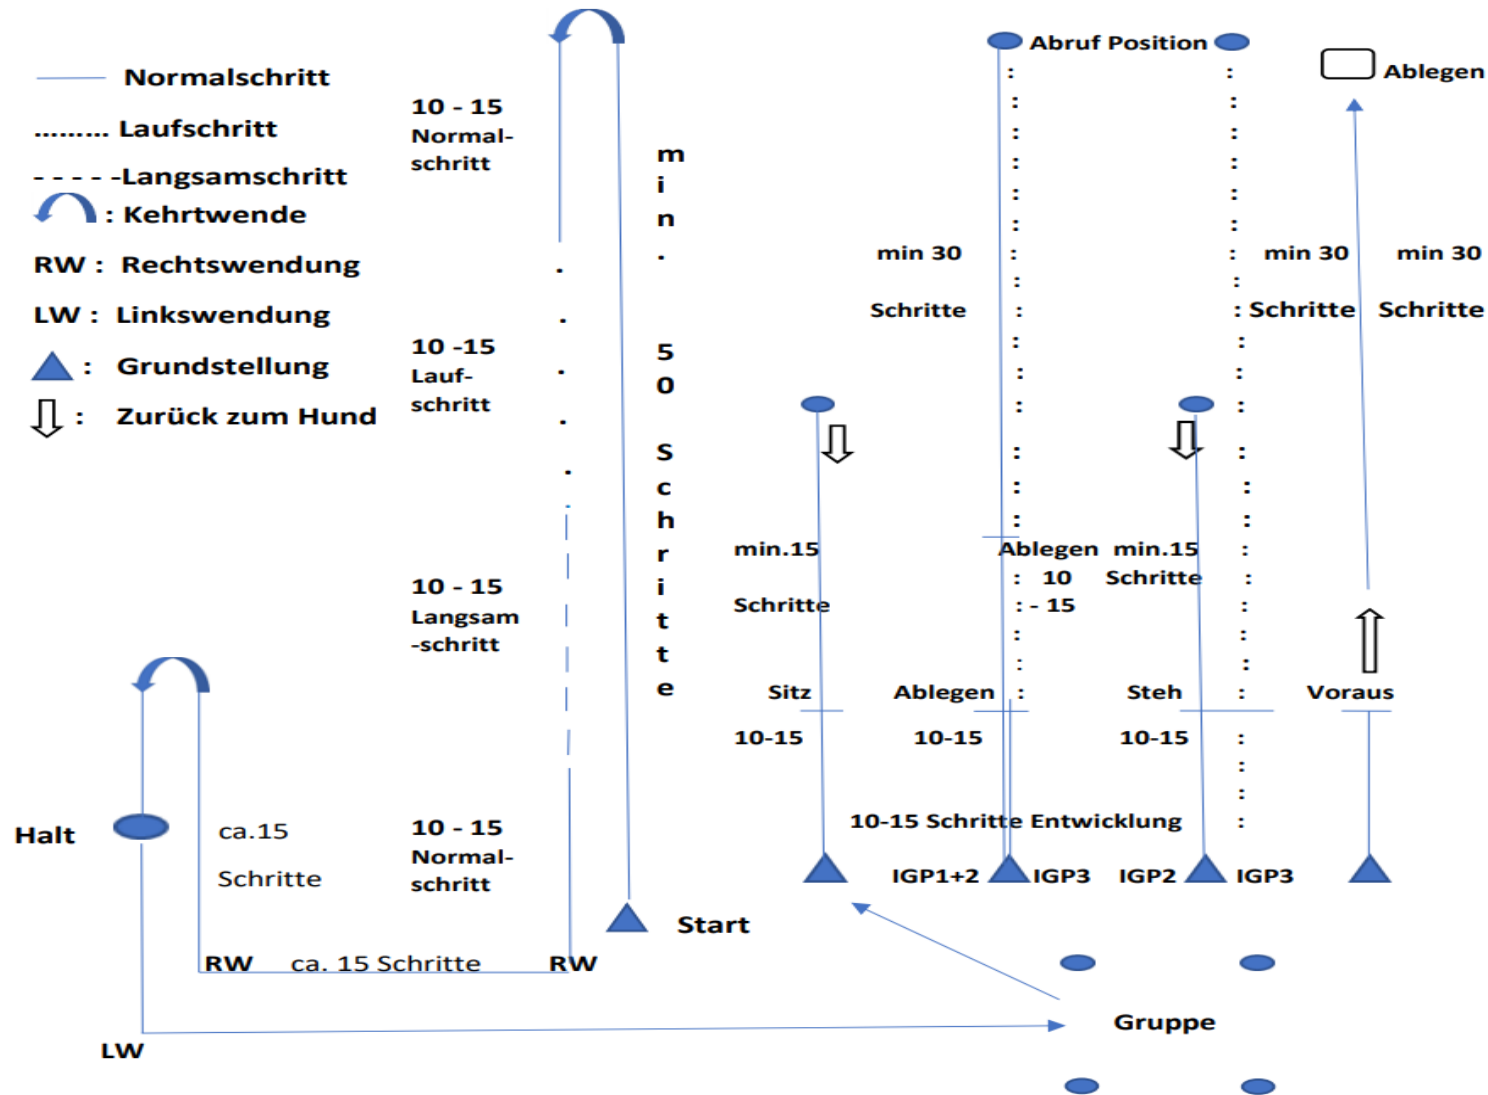 Normalschritt
......... Laufschritt
- - - - -Langsamschritt
: Kehrtwende
RW : Rechtswendung
LW : Linkswendung
: Grundstellung
: Zurück zum Hund
10 - 15
Normal-
schritt
10 -15
Lauf-
schritt
10 - 15
Langsam
-schritt
10 - 15
Normal-
schritt
min. 50 Schritte
Start
RW
ca. 15 Schritte
RW
ca.15
Schritte
Halt
LW
Gruppe
Abruf Position
Ablegen
min 30
Schritte
min 30
Schritte
min 30
Schritte
min.15
Schritte
Ablegen
: 10
: - 15
min.15
Schritte
Sitz
Ablegen
Steh
Voraus
10-15
10-15
10-15
10-15 Schritte Entwicklung
IGP1+2
IGP3
IGP2
IGP3